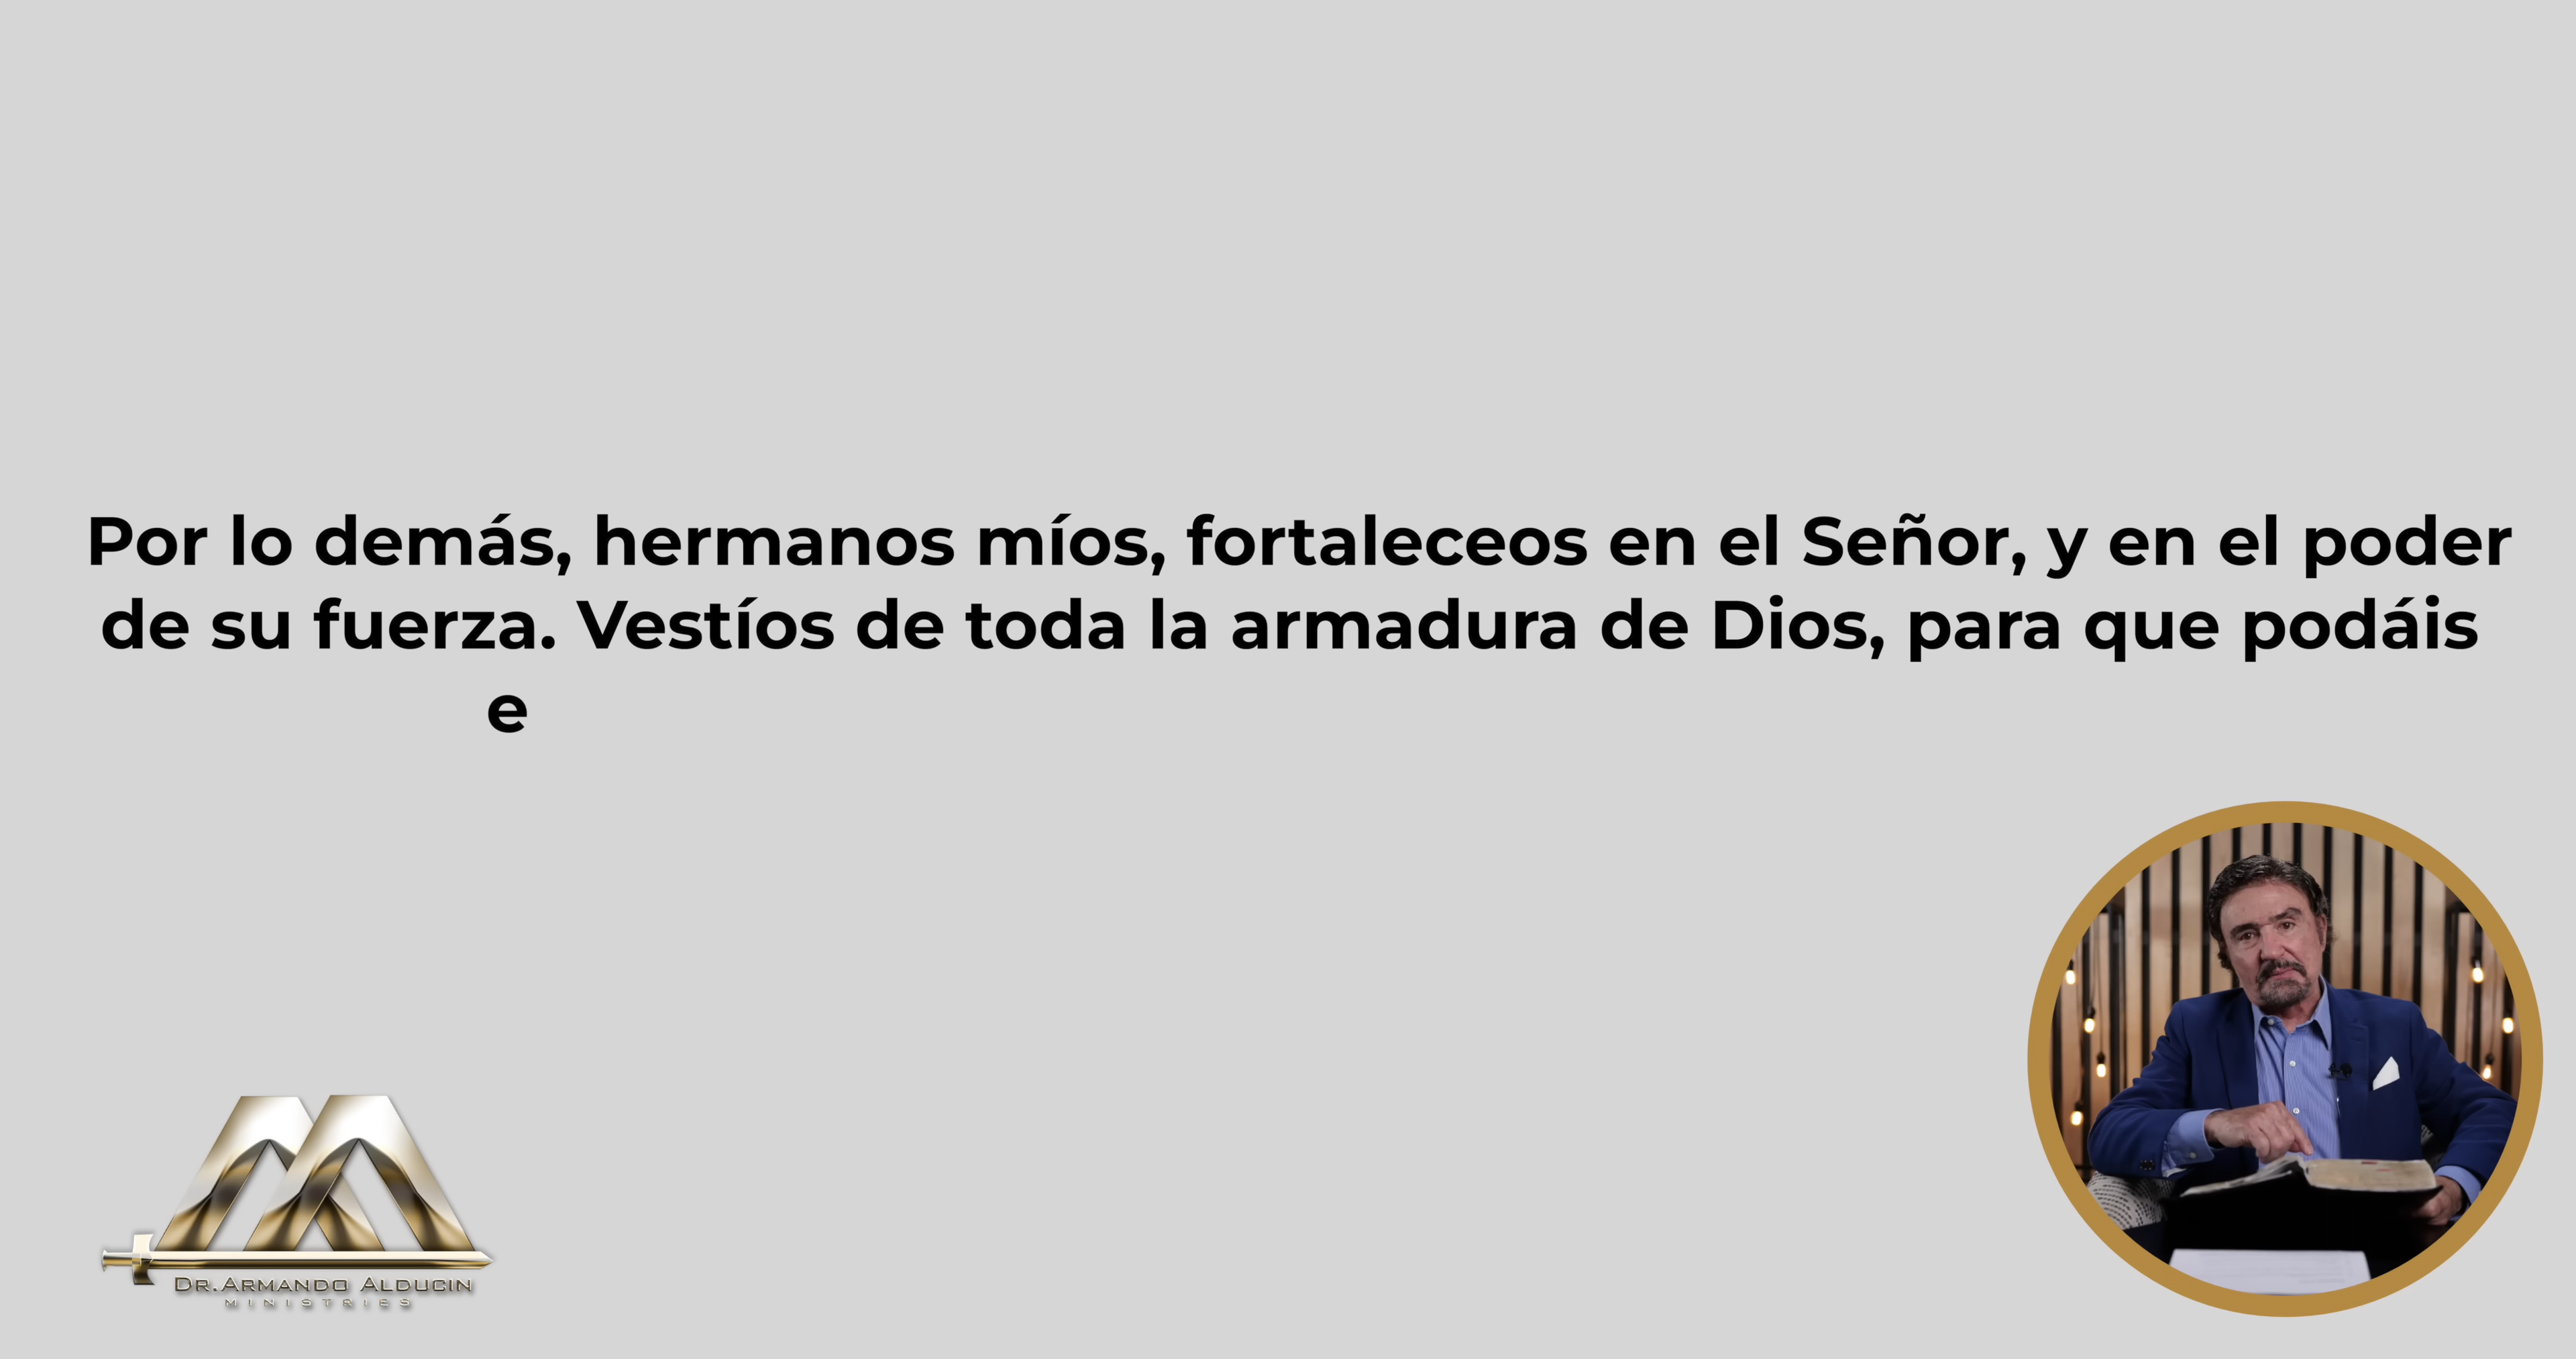 Por lo demás, hermanos míos, fortaleceos en el Señor, y en el poder
de su fuerza. Vestíos de toda la armadura de Dios, para que podáis
e
DR. ARMANDO ALDUCIN
MINISTRIES